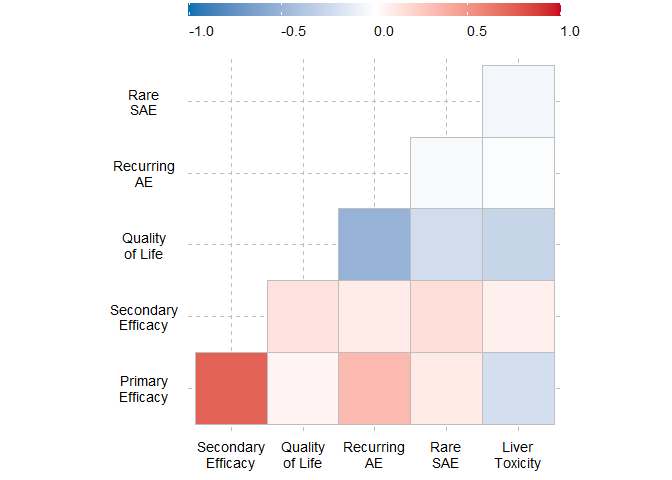 -1.0 -0.5 0.0 0.5 1.0
Rare
SAE
Recurring
AE
Quality
of Life
Secondary
Efficacy
Primary
Efficacy
Secondary
Efficacy
Quality
of Life
Recurring
AE
Rare
SAE
Liver
Toxicity